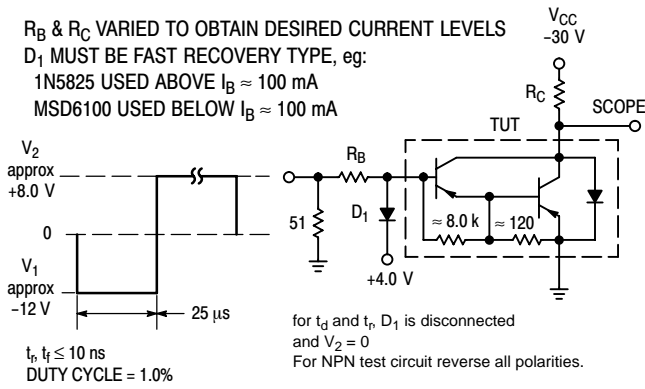 R_B & R_C VARIED TO OBTAIN DESIRED CURRENT LEVELS
D_1 MUST BE FAST RECOVERY TYPE, eg:
1N5825 USED ABOVE I_B ≈ 100 mA
MSD6100 USED BELOW I_B ≈ 100 mA
V_CC
-30 V
R_C
SCOPE
TUT
V_2
approx
+8.0 V
0
V_1
approx
-12 V
25 μs
t_r, t_f ≤ 10 ns
DUTY CYCLE = 1.0%
R_B
51
D_1
+4.0 V
≈ 8.0 k
≈ 120
for t_d and t_r, D_1 is disconnected
and V_2 = 0
For NPN test circuit reverse all polarities.